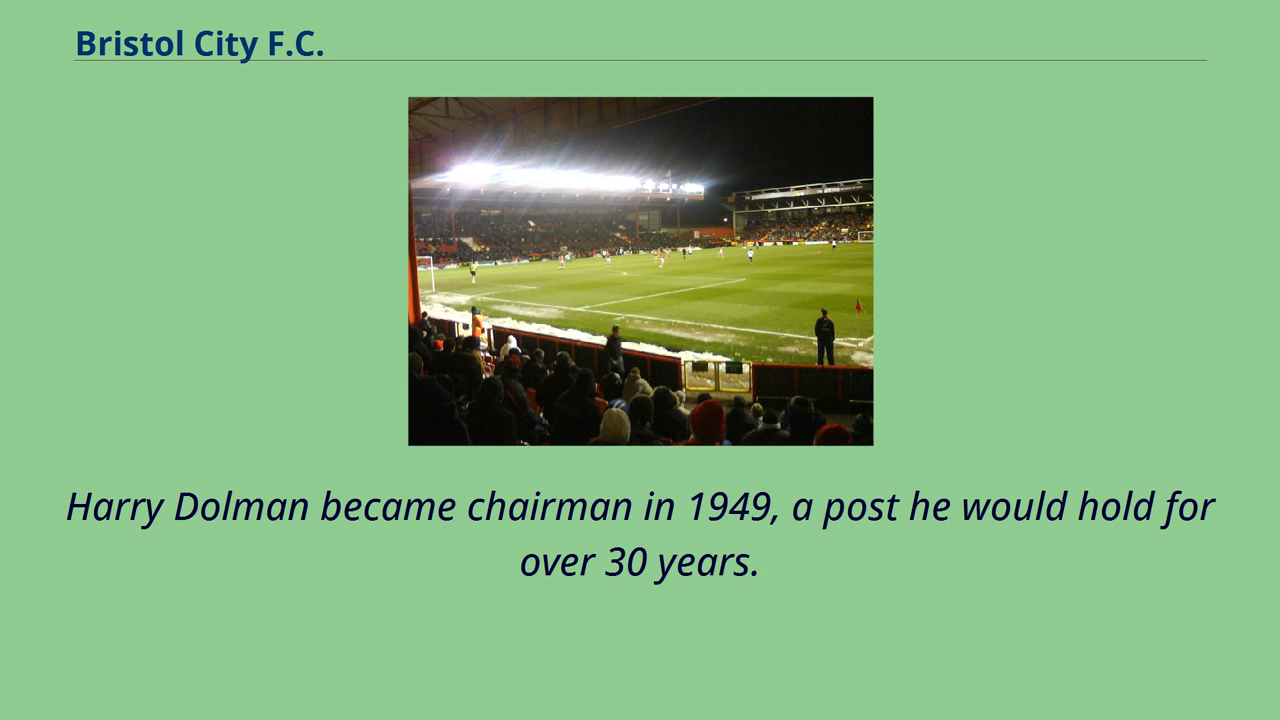 Bristol City F.C.
Harry Dolman became chairman in 1949, a post he would hold for
over 30 years.